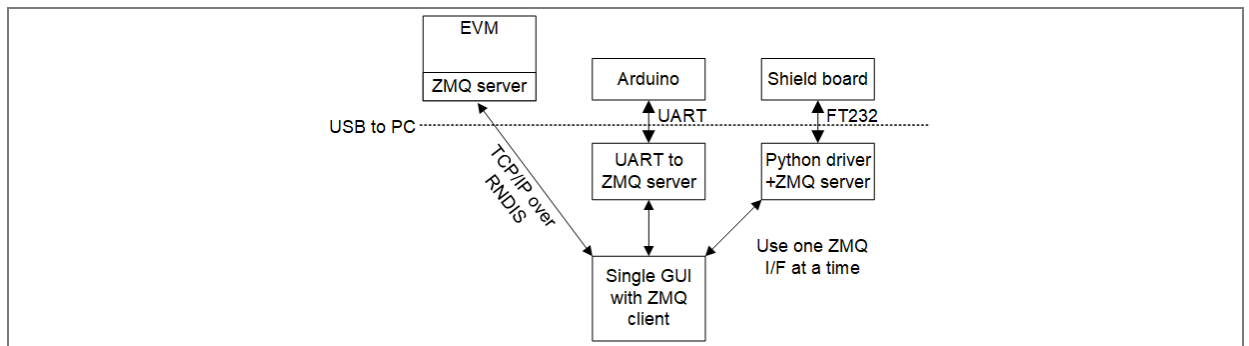 EVM
ZMQ server
Arduino
Shield board
UART
FT232
USB to PC
TCP/IP over
RNDIS
UART to
ZMQ server
Python driver
+ZMQ server
Use one ZMQ
I/F at a time
Single GUI
with ZMQ
client